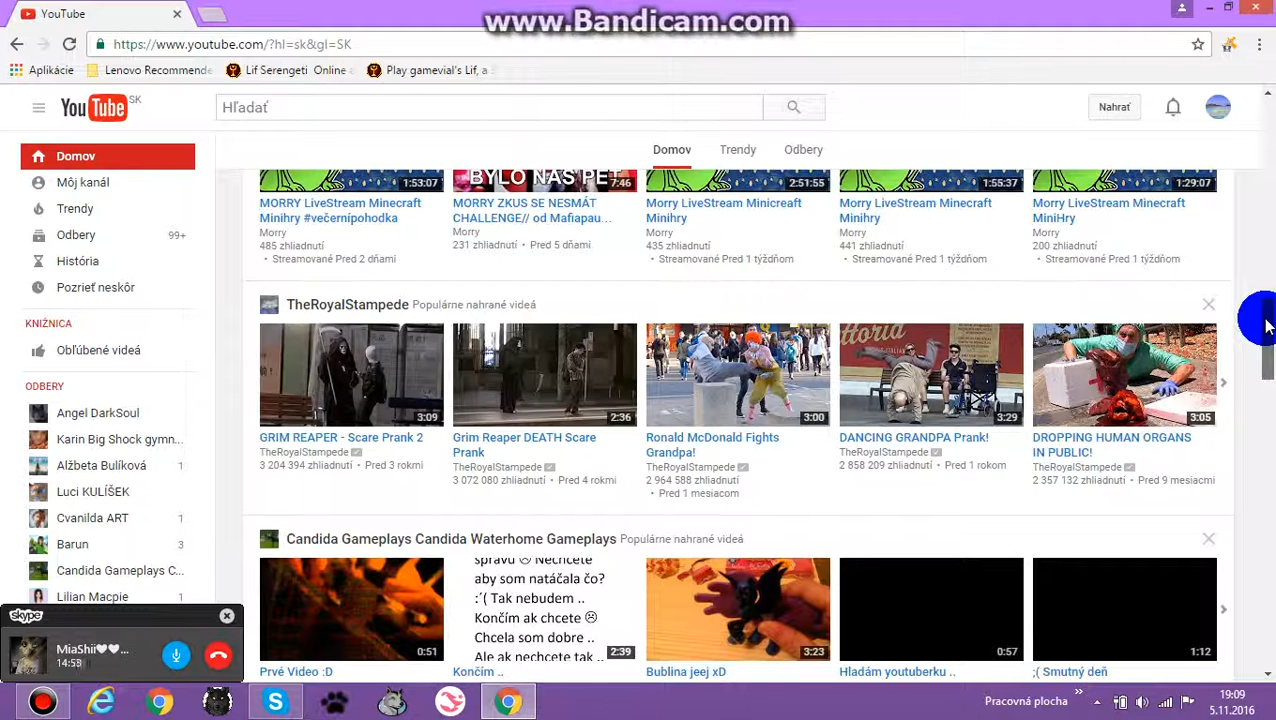 YouTube
www.Bandicam.com
https://www.youtube.com/?hl=sk&gl=SK
Aplikácie
Lenovo Recommende
Lif Serengeti Online
Play gamevial's Lif, a
YouTube SK
Hľadať
Nahrať
Domov
Trendy
Odbery
Domov
Môj kanál
Trendy
Odbery 99+
História
Pozrieť neskôr
KNIŽNICA
Obľúbené videá
ODBERY
Angel DarkSoul
Karin Big Shock gymn...
Alžbeta Bulíková 1
Luci KULÍŠEK
Cvanilda ART 1
Barun 3
Candida Gameplays C...
Lilian Macpie
1:53:07
BYLO NÁS PĚT
7:46
2:51:55
1:55:37
1:29:07
MORRY LiveStream Minecraft
Minihry #večernípohodka
Morry
485 zhliadnutí
• Streamované Pred 2 dňami
MORRY ZKUS SE NESMÁT
CHALLENGE// od Mafiapau...
Morry
231 zhliadnutí • Pred 5 dňami
Morry LiveStream Minicreaft
Minihry
Morry
435 zhliadnutí
• Streamované Pred 1 týždňom
Morry LiveStream Minecraft
Minihry
Morry
441 zhliadnutí
• Streamované Pred 1 týždňom
Morry LiveStream Minecraft
MiniHry
Morry
200 zhliadnutí
• Streamované Pred 1 týždňom
TheRoyalStampede Populárne nahrané videá
3:09
2:36
3:00
3:29
3:05
GRIM REAPER - Scare Prank 2
TheRoyalStampede
3 204 394 zhliadnutí • Pred 3 rokmi
Grim Reaper DEATH Scare
Prank
TheRoyalStampede
3 072 080 zhliadnutí • Pred 4 rokmi
Ronald McDonald Fights
Grandpa!
TheRoyalStampede
2 964 588 zhliadnutí
• Pred 1 mesiacom
DANCING GRANDPA Prank!
TheRoyalStampede
2 858 209 zhliadnutí • Pred 1 rokom
DROPPING HUMAN ORGANS
IN PUBLIC!
TheRoyalStampede
2 357 132 zhliadnutí • Pred 9 mesiacmi
Candida Gameplays Candida Waterhome Gameplays Populárne nahrané videá
0:51
správu ☹ Nechcete
aby som natáčala čo?
:´( Tak nebudem ..
Končím ak chcete ☹
Chcela som dobre ..
Ale ak nechcete tak ..
2:39
3:23
0:57
1:12
Prvé Video :D
Končím ..
Bublina jeej xD
Hladám youtuberku ..
;( Smutný deň
skype
MiaShii❤❤...
14:53
Pracovná plocha
19:09
5.11.2016